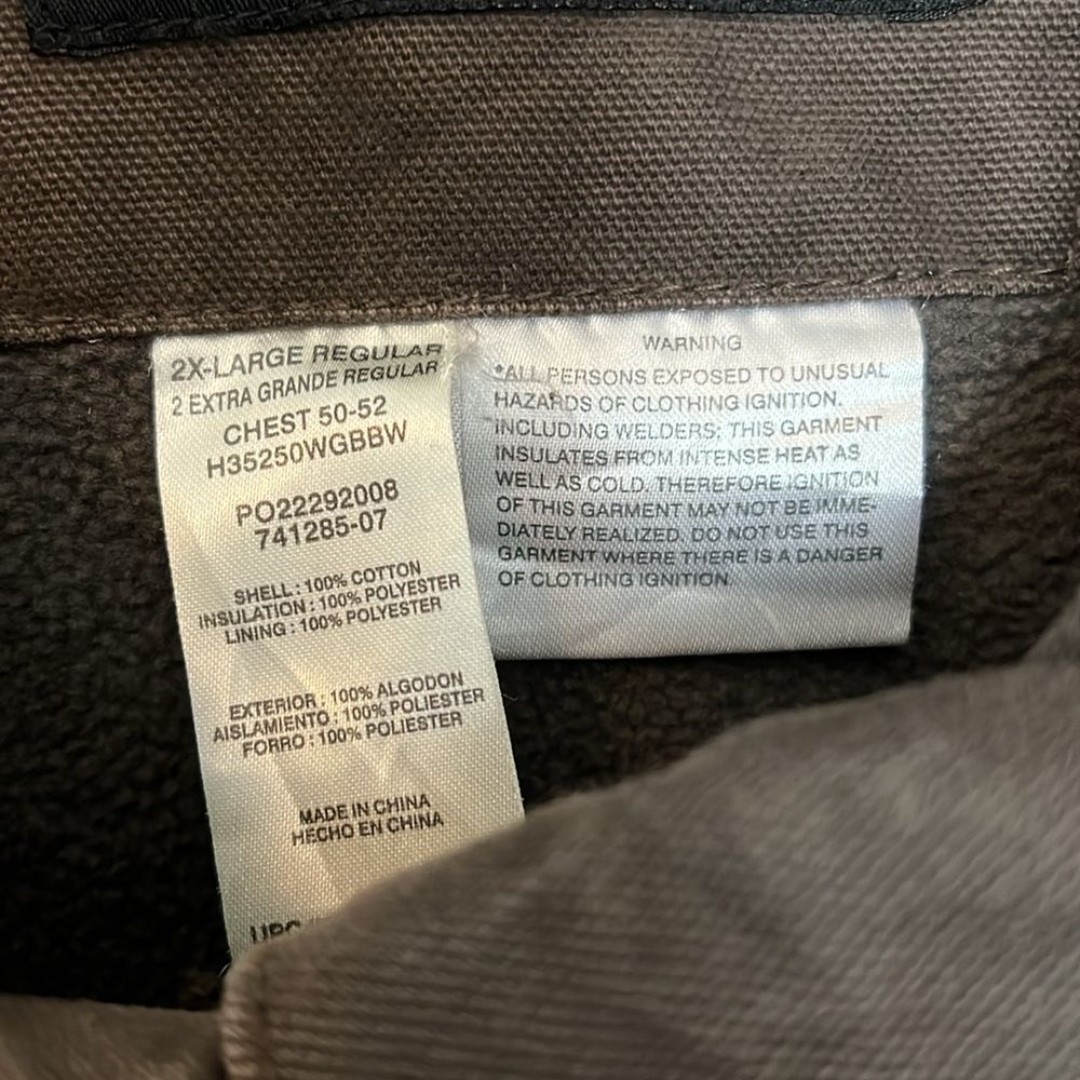 2X-LARGE REGULAR
2 EXTRA GRANDE REGULAR
CHEST 50-52
H35250WGBBW
PO22292008
741285-07
SHELL : 100% COTTON
INSULATION : 100% POLYESTER
LINING : 100% POLYESTER
EXTERIOR : 100% ALGODON
AISLAMIENTO : 100% POLIESTER
FORRO : 100% POLIESTER
MADE IN CHINA
HECHO EN CHINA
UPC
WARNING
*ALL PERSONS EXPOSED TO UNUSUAL
HAZARDS OF CLOTHING IGNITION.
INCLUDING WELDERS; THIS GARMENT
INSULATES FROM INTENSE HEAT AS
WELL AS COLD. THEREFORE IGNITION
OF THIS GARMENT MAY NOT BE IMME-
DIATELY REALIZED. DO NOT USE THIS
GARMENT WHERE THERE IS A DANGER
OF CLOTHING IGNITION.